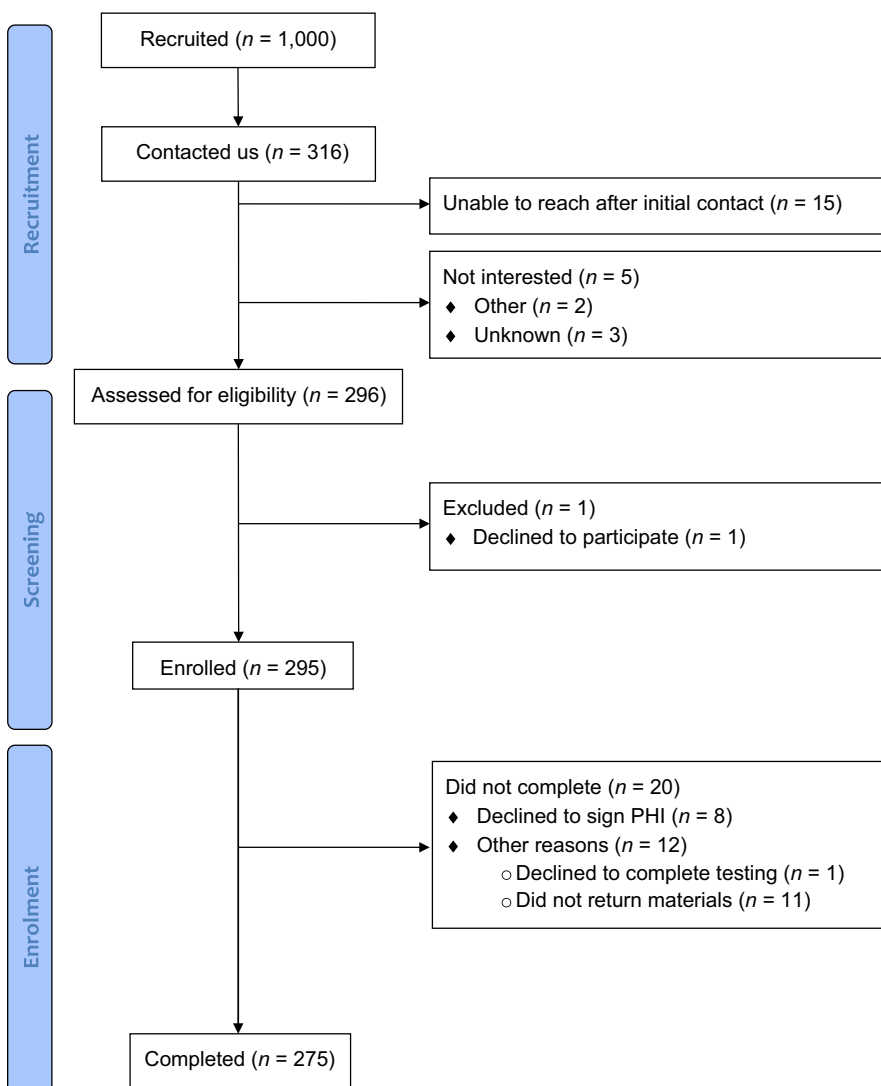 Recruitment
Recruited (n = 1,000)
Contacted us (n = 316)
Unable to reach after initial contact (n = 15)
Not interested (n = 5)
♦ Other (n = 2)
♦ Unknown (n = 3)
Assessed for eligibility (n = 296)
Screening
Excluded (n = 1)
♦ Declined to participate (n = 1)
Enrolled (n = 295)
Enrolment
Did not complete (n = 20)
♦ Declined to sign PHI (n = 8)
♦ Other reasons (n = 12)
○ Declined to complete testing (n = 1)
○ Did not return materials (n = 11)
Completed (n = 275)